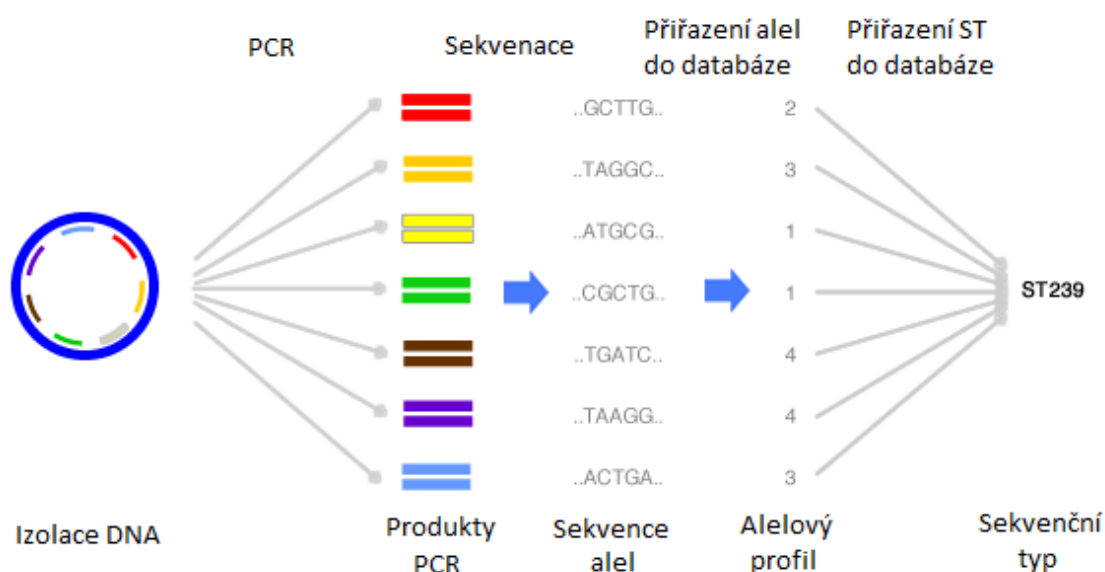 PCR
Sekvenace
Přiřazení alel
do databáze
Přiřazení ST
do databáze
..GCTTG..
2
..TAGGC..
3
..ATGCG..
1
..CGCTG..
1
ST239
..TGATC..
4
..TAAGG..
4
..ACTGA..
3
Izolace DNA
Produkty
PCR
Sekvence
alel
Alelový
profil
Sekvenční
typ